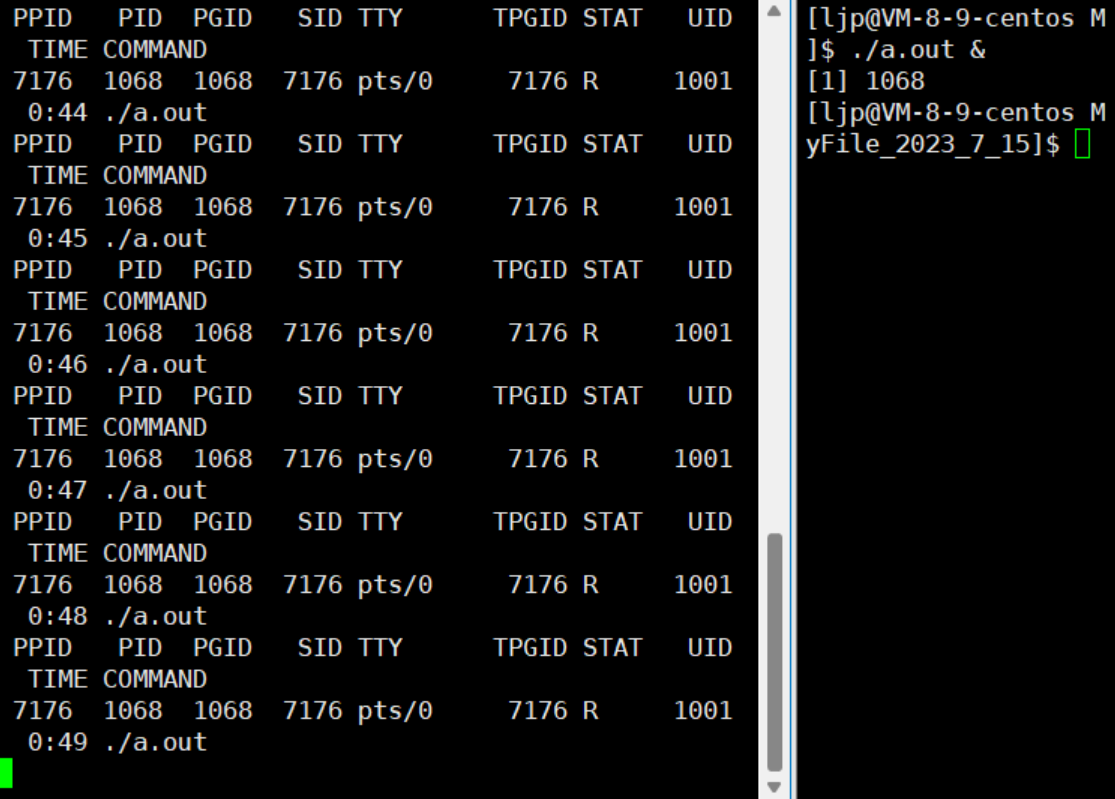 PPID   PID  PGID   SID TTY      TPGID STAT   UID
 TIME COMMAND
7176  1068  1068  7176 pts/0     7176 R     1001
 0:44 ./a.out
PPID   PID  PGID   SID TTY      TPGID STAT   UID
 TIME COMMAND
7176  1068  1068  7176 pts/0     7176 R     1001
 0:45 ./a.out
PPID   PID  PGID   SID TTY      TPGID STAT   UID
 TIME COMMAND
7176  1068  1068  7176 pts/0     7176 R     1001
 0:46 ./a.out
PPID   PID  PGID   SID TTY      TPGID STAT   UID
 TIME COMMAND
7176  1068  1068  7176 pts/0     7176 R     1001
 0:47 ./a.out
PPID   PID  PGID   SID TTY      TPGID STAT   UID
 TIME COMMAND
7176  1068  1068  7176 pts/0     7176 R     1001
 0:48 ./a.out
PPID   PID  PGID   SID TTY      TPGID STAT   UID
 TIME COMMAND
7176  1068  1068  7176 pts/0     7176 R     1001
 0:49 ./a.out
[ljp@VM-8-9-centos M
]$ ./a.out &
[1] 1068
[ljp@VM-8-9-centos M
yFile_2023_7_15]$